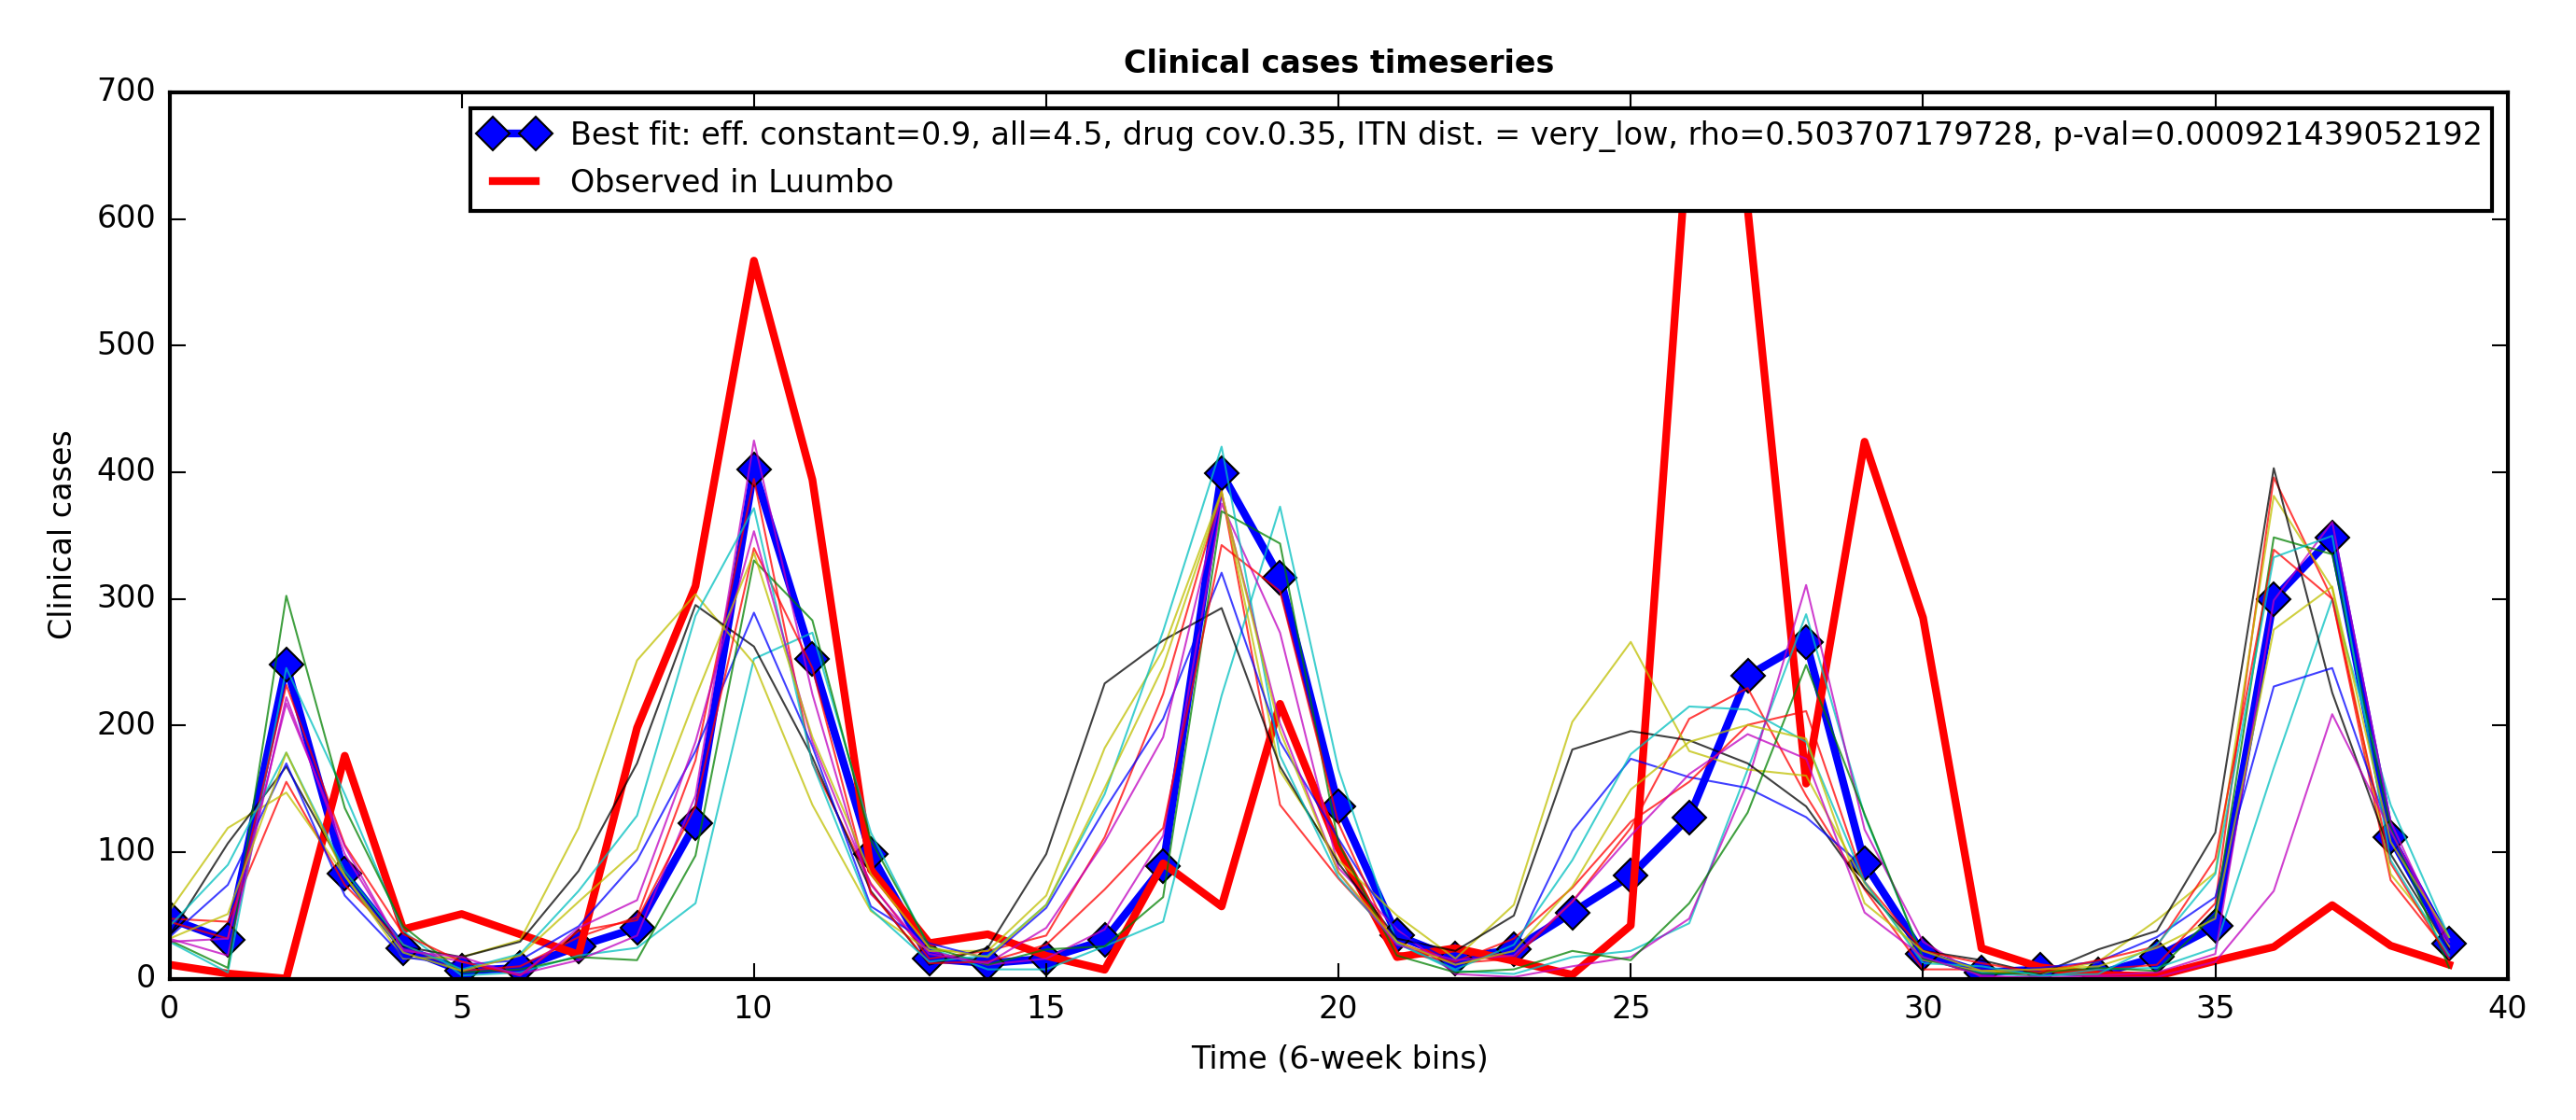 Clinical cases timeseries
700
600
500
400
300
200
100
0
Clinical cases
Best fit: eff. constant=0.9, all=4.5, drug cov.0.35, ITN dist. = very_low, rho=0.503707179728, p-val=0.000921439052192
Observed in Luumbo
0 5 10 15 20 25 30 35 40
Time (6-week bins)